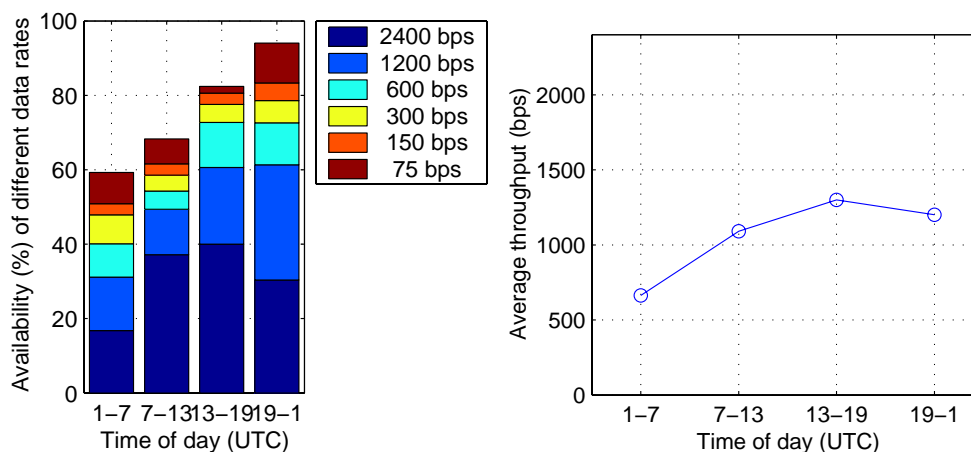 Availability (%) of different data rates
100
80
60
40
20
0
1−7 7−13 13−19 19−1
Time of day (UTC)
2400 bps
1200 bps
600 bps
300 bps
150 bps
75 bps
Average throughput (bps)
2000
1500
1000
500
0
1−7 7−13 13−19 19−1
Time of day (UTC)